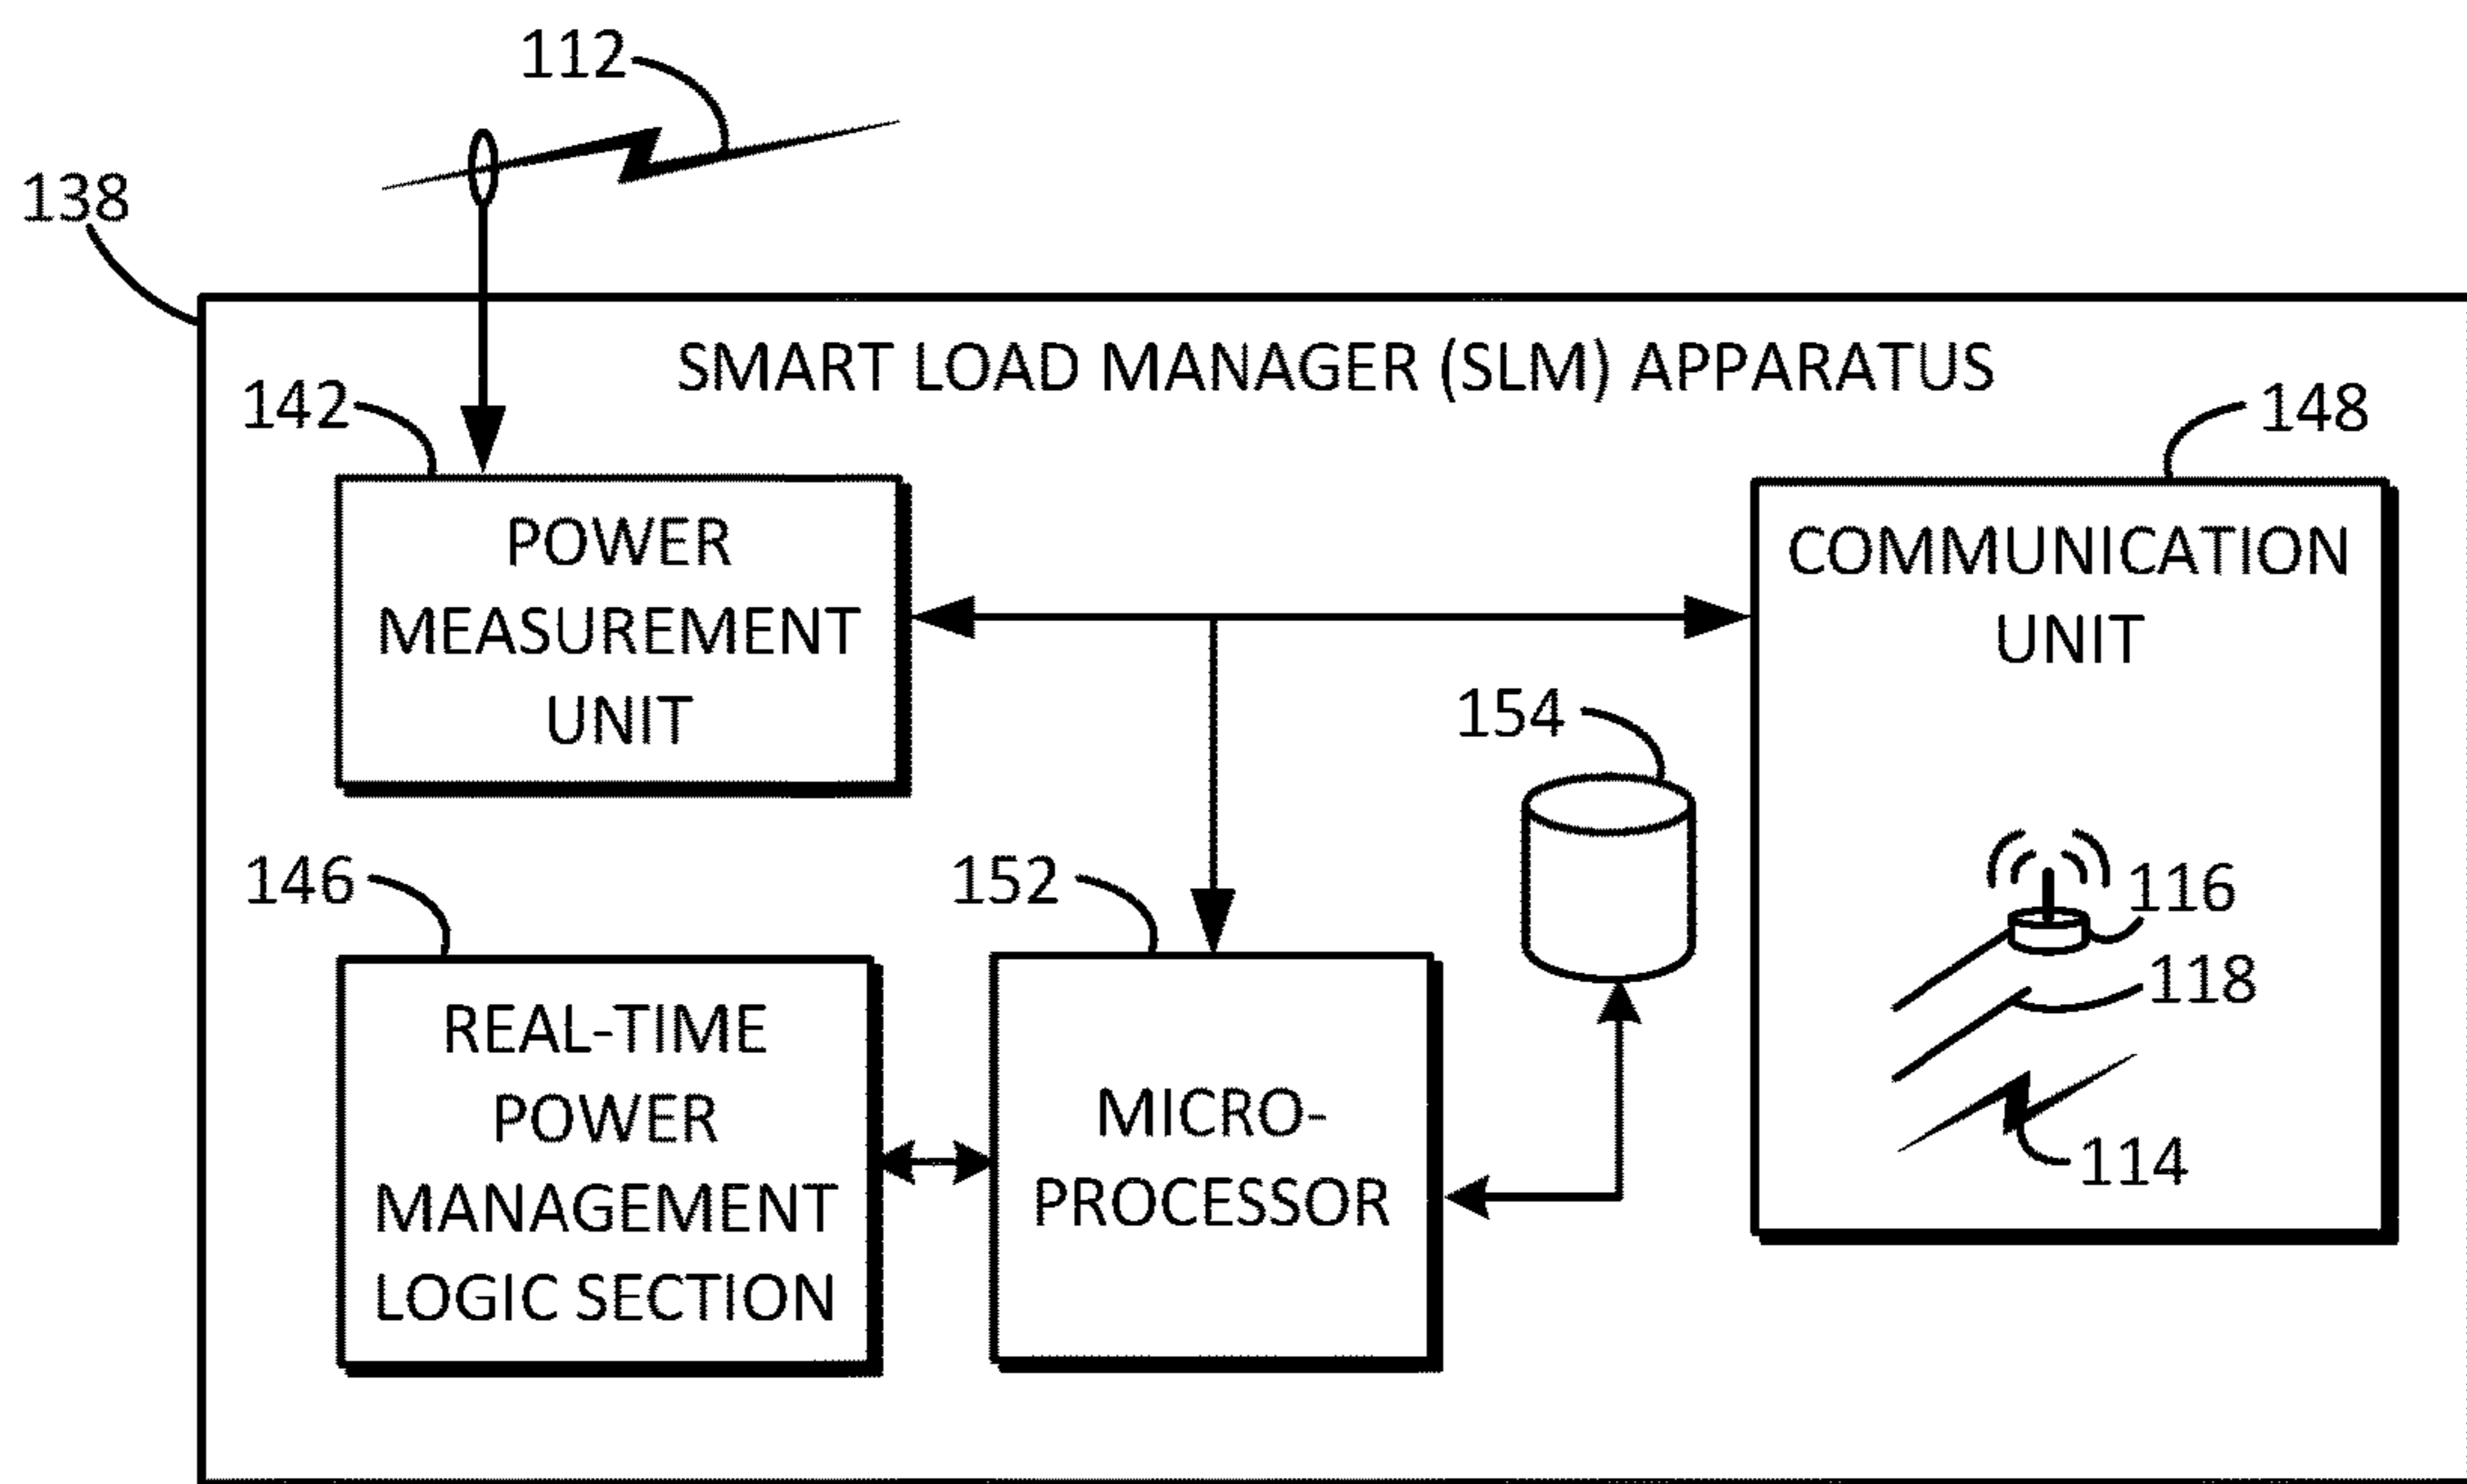 112
138
SMART LOAD MANAGER (SLM) APPARATUS
142
148
POWER
MEASUREMENT
UNIT
COMMUNICATION
UNIT
154
146
152
116
118
114
REAL-TIME
POWER
MANAGEMENT
LOGIC SECTION
MICRO-
PROCESSOR